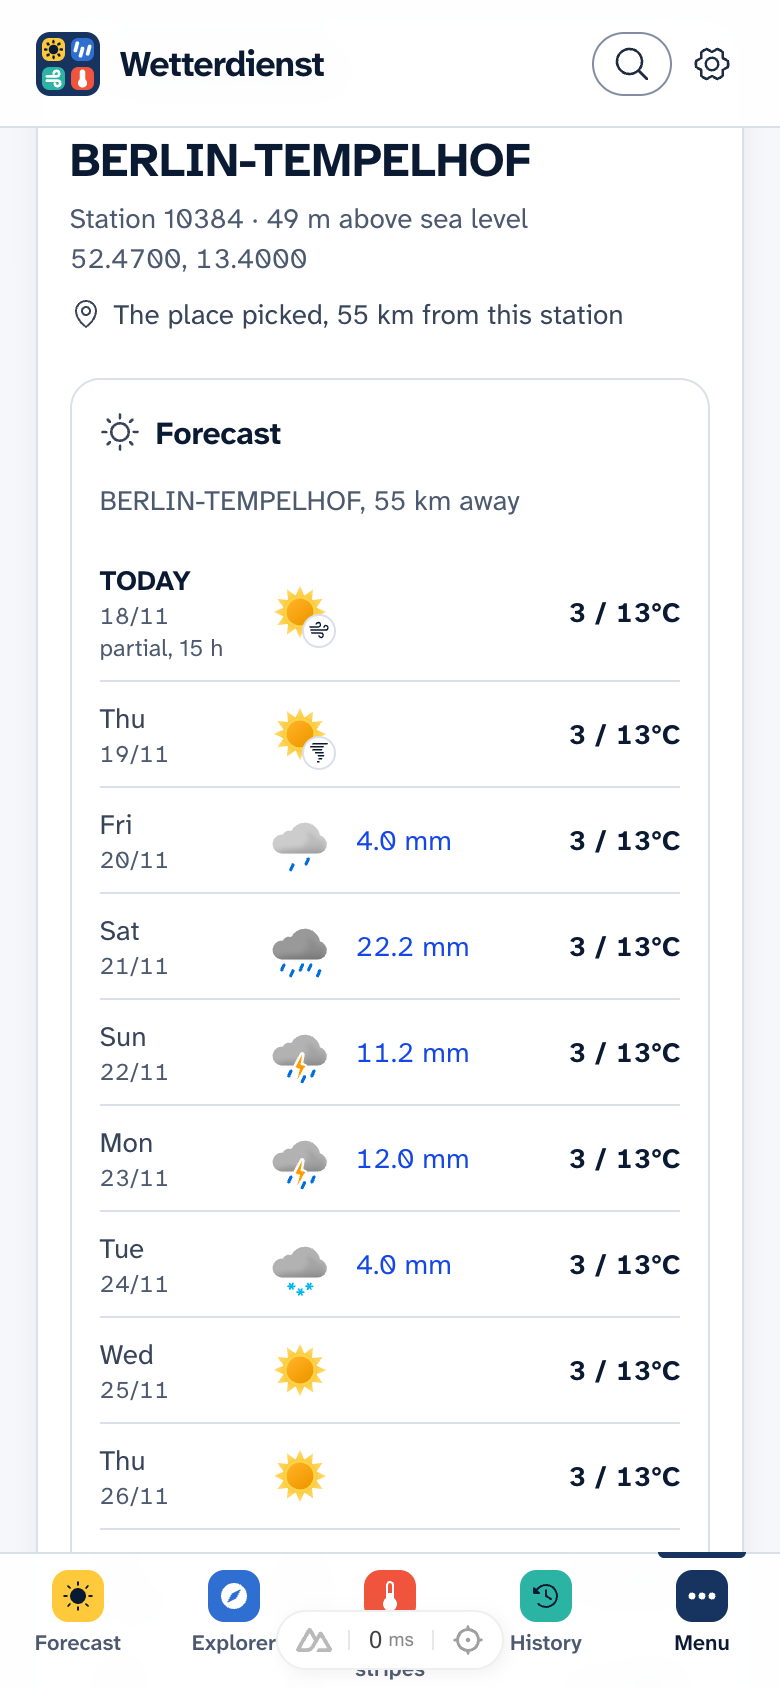 Wetterdienst
BERLIN-TEMPELHOF
Station 10384 · 49 m above sea level
52.4700, 13.4000
The place picked, 55 km from this station
Forecast
BERLIN-TEMPELHOF, 55 km away
TODAY
18/11
partial, 15 h
3 / 13°C
Thu
19/11
3 / 13°C
Fri
20/11
4.0 mm
3 / 13°C
Sat
21/11
22.2 mm
3 / 13°C
Sun
22/11
11.2 mm
3 / 13°C
Mon
23/11
12.0 mm
3 / 13°C
Tue
24/11
4.0 mm
3 / 13°C
Wed
25/11
3 / 13°C
Thu
26/11
3 / 13°C
Forecast
Explorer
stripes
History
Menu
0 ms